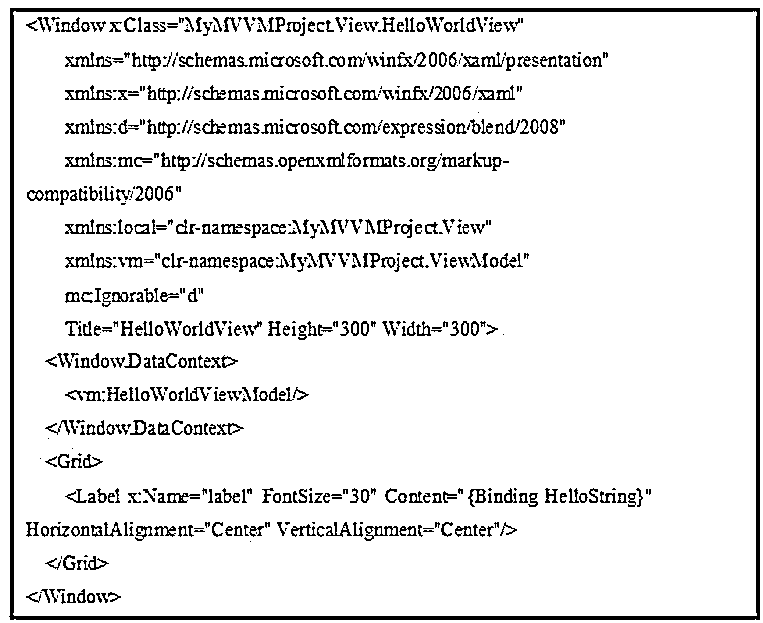 <Window x:Class="MyMVVMProject.View.HelloWorldView"
xmlns="http://schemas.microsoft.com/winfx/2006/xaml/presentation"
xmlns:x="http://schemas.microsoft.com/winfx/2006/xaml"
xmlns:d="http://schemas.microsoft.com/expression/blend/2008"
xmlns:mc="http://schemas.openxmlformats.org/markup-
compatibility/2006"
xmlns:local="clr-namespace:MyMVVMProject.View"
xmlns:vm="clr-namespace:MyMVVMProject.ViewModel"
mc:Ignorable="d"
Title="HelloWorldView" Height="300" Width="300">
<Window.DataContext>
<vm:HelloWorldViewModel/>
</Window.DataContext>
<Grid>
<Label x:Name="label" FontSize="30" Content="{Binding HelloString}"
HorizontalAlignment="Center" VerticalAlignment="Center"/>
</Grid>
</Window>